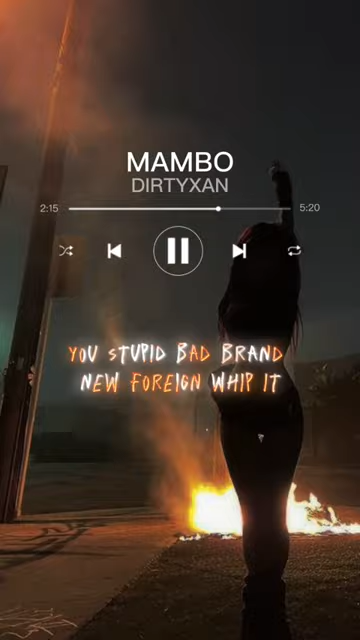 MAMBO
DIRTYXAN
2:15 5:20
YOU STUPID BAD BRAND
NEW FOREIGN WHIP IT